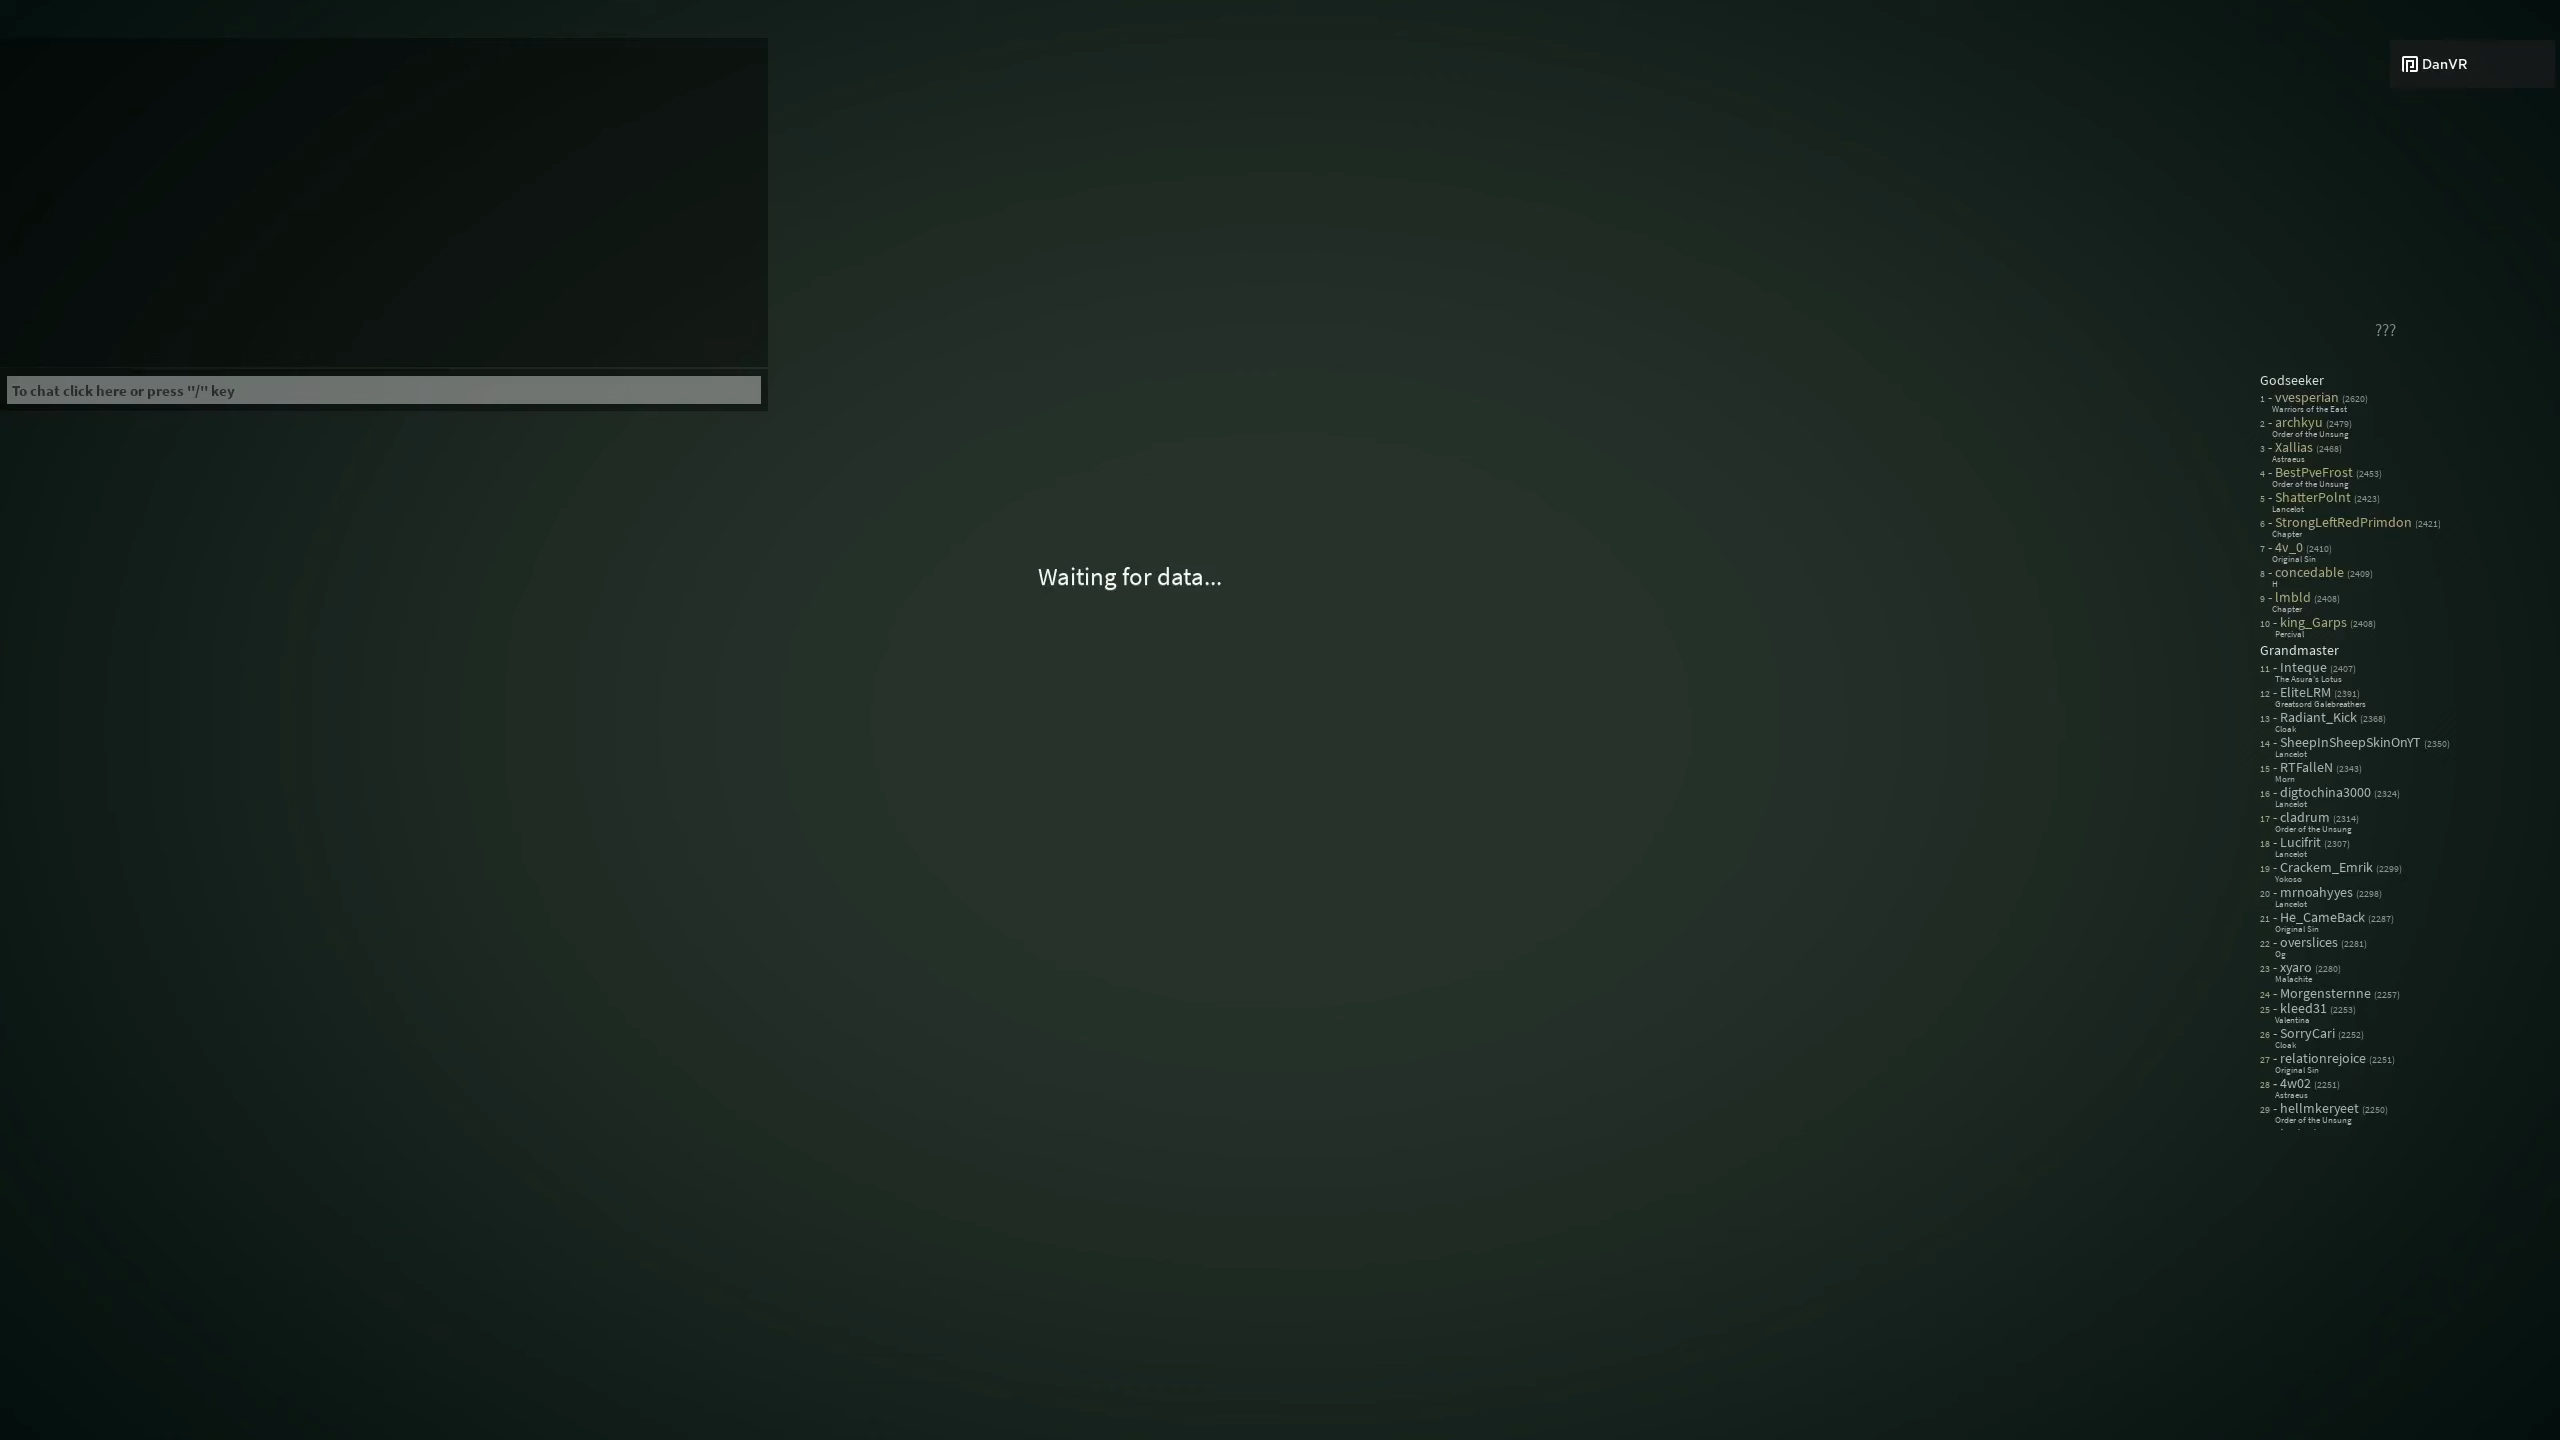 To chat click here or press "/" key
DanVR
Waiting for data...
???
Godseeker
1 - vvesperian (2620)
Warriors of the East
2 - archkyu (2479)
Order of the Unsung
3 - Xallias (2468)
Astraeus
4 - BestPveFrost (2453)
Order of the Unsung
5 - ShatterPolnt (2423)
Lancelot
6 - StrongLeftRedPrimdon (2421)
Chapter
7 - 4v_0 (2410)
Original Sin
8 - concedable (2409)
H
9 - lmbld (2408)
Chapter
10 - king_Garps (2408)
Percival
Grandmaster
11 - Inteque (2407)
The Asura's Lotus
12 - EliteLRM (2391)
Greatsord Galebreathers
13 - Radiant_Kick (2368)
Cloak
14 - SheepInSheepSkinOnYT (2350)
Lancelot
15 - RTFalleN (2343)
Morn
16 - digtochina3000 (2324)
Lancelot
17 - cladrum (2314)
Order of the Unsung
18 - Lucifrit (2307)
Lancelot
19 - Crackem_Emrik (2299)
Yokoso
20 - mrnoahyyes (2298)
Lancelot
21 - He_CameBack (2287)
Original Sin
22 - overslices (2281)
Og
23 - xyaro (2280)
Malachite
24 - Morgensternne (2257)
25 - kleed31 (2253)
Valentina
26 - SorryCari (2252)
Cloak
27 - relationrejoice (2251)
Original Sin
28 - 4w02 (2251)
Astraeus
29 - hellmkeryeet (2250)
Order of the Unsung